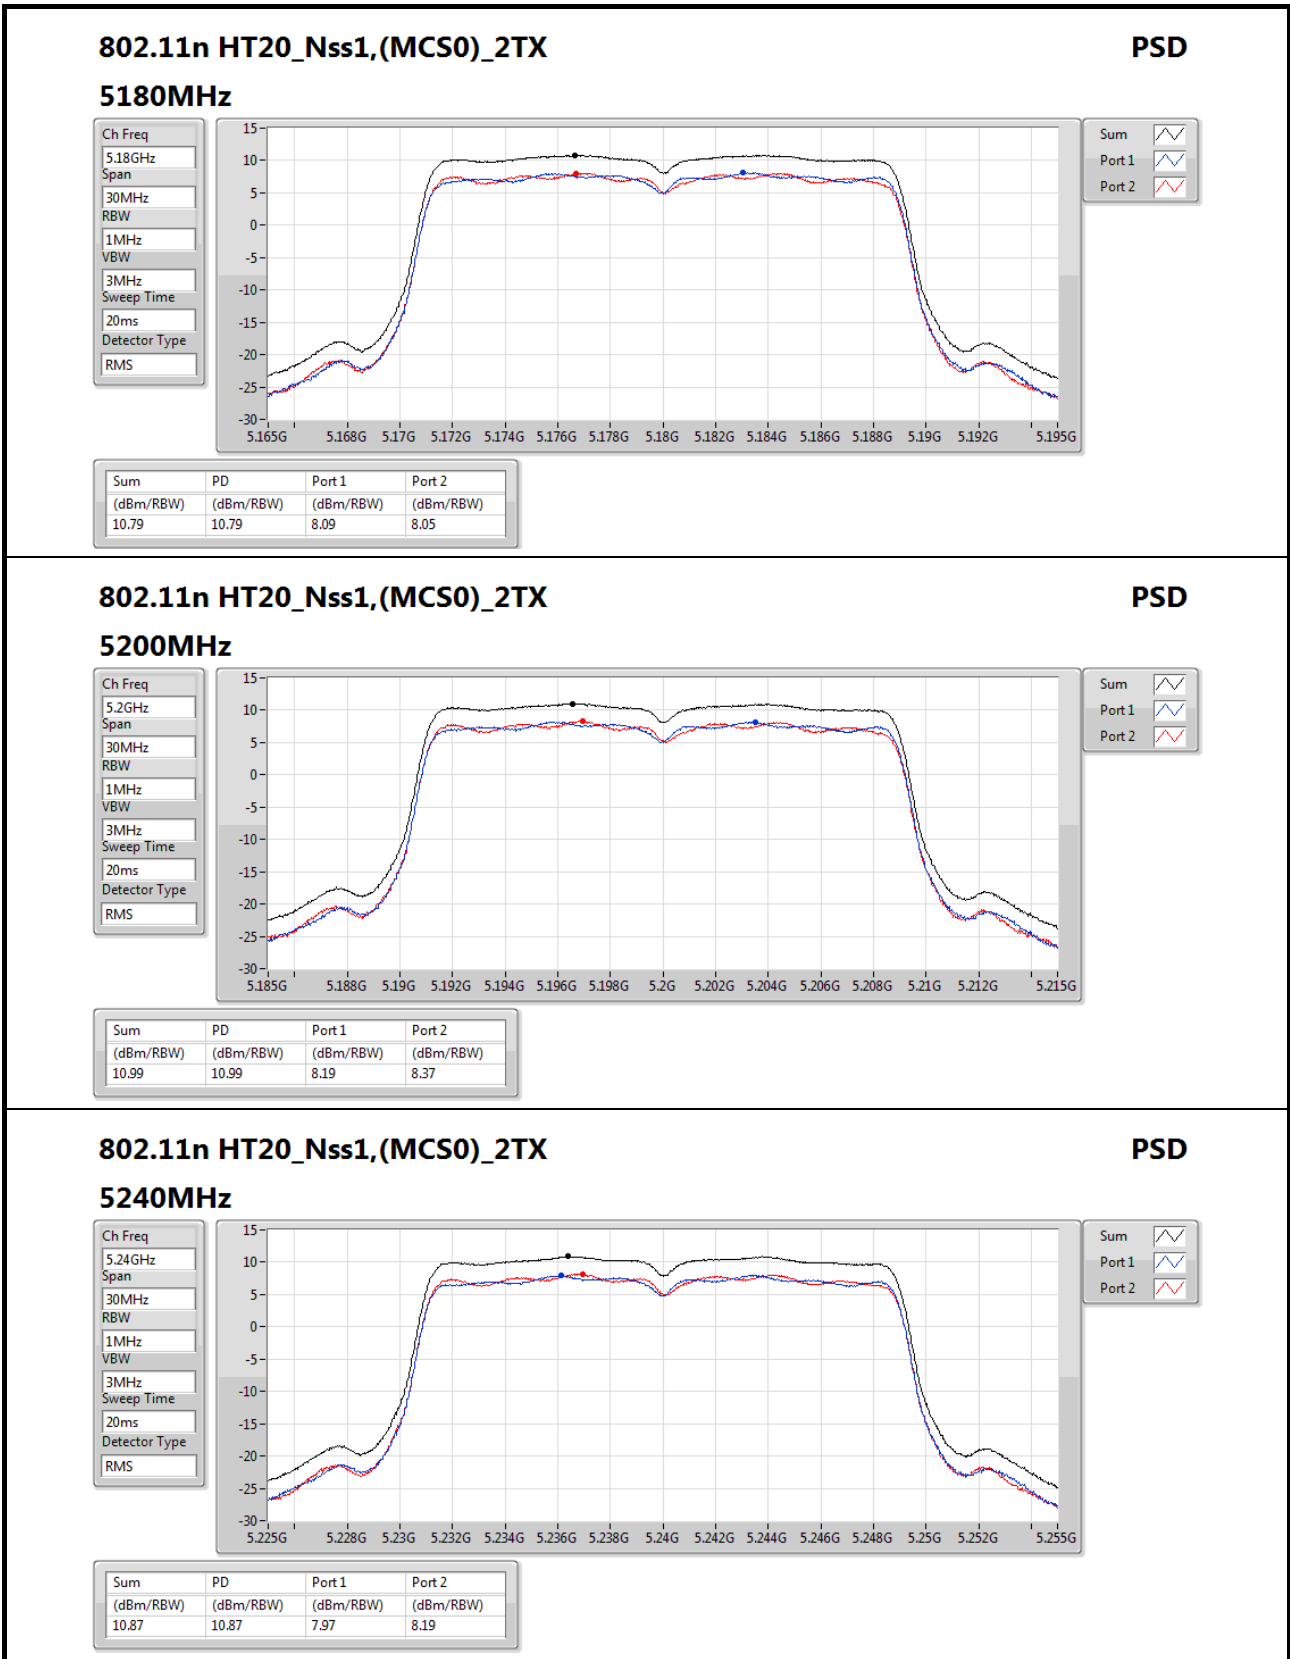 802.11n HT20_Nss1,(MCS0)_2TX PSD
5180MHz
Ch Freq
5.18GHz
Span
30MHz
RBW
1MHz
VBW
3MHz
Sweep Time
20ms
Detector Type
RMS
15
10
5
0
-5
-10
-15
-20
-25
-30
5.165G 5.168G 5.17G 5.172G 5.174G 5.176G 5.178G 5.18G 5.182G 5.184G 5.186G 5.188G 5.19G 5.192G 5.195G
Sum
Port 1
Port 2
Sum PD Port 1 Port 2
(dBm/RBW) (dBm/RBW) (dBm/RBW) (dBm/RBW)
10.79 10.79 8.09 8.05
802.11n HT20_Nss1,(MCS0)_2TX PSD
5200MHz
Ch Freq
5.2GHz
Span
30MHz
RBW
1MHz
VBW
3MHz
Sweep Time
20ms
Detector Type
RMS
15
10
5
0
-5
-10
-15
-20
-25
-30
5.185G 5.188G 5.19G 5.192G 5.194G 5.196G 5.198G 5.2G 5.202G 5.204G 5.206G 5.208G 5.21G 5.212G 5.215G
Sum
Port 1
Port 2
Sum PD Port 1 Port 2
(dBm/RBW) (dBm/RBW) (dBm/RBW) (dBm/RBW)
10.99 10.99 8.19 8.37
802.11n HT20_Nss1,(MCS0)_2TX PSD
5240MHz
Ch Freq
5.24GHz
Span
30MHz
RBW
1MHz
VBW
3MHz
Sweep Time
20ms
Detector Type
RMS
15
10
5
0
-5
-10
-15
-20
-25
-30
5.225G 5.228G 5.23G 5.232G 5.234G 5.236G 5.238G 5.24G 5.242G 5.244G 5.246G 5.248G 5.25G 5.252G 5.255G
Sum
Port 1
Port 2
Sum PD Port 1 Port 2
(dBm/RBW) (dBm/RBW) (dBm/RBW) (dBm/RBW)
10.87 10.87 7.97 8.19